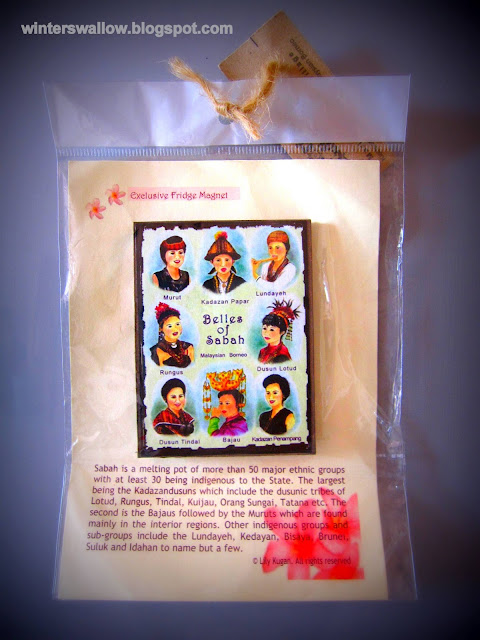 winterswallow.blogspot.com
Exclusive Fridge Magnet
Murut
Kadazan Papar
Lundayeh
Belles
of
Sabah
Malaysian Borneo
Rungus
Dusun Lotud
Dusun Tindal
Bajau
Kadazan Penampang
Sabah is a melting pot of more than 50 major ethnic groups
with at least 30 being indigenous to the State. The largest
being the Kadazandusuns which include the dusunic tribes of
Lotud, Rungus, Tindal, Kuijau, Orang Sungai, Tatana etc. The
second is the Bajaus followed by the Muruts which are found
mainly in the interior regions. Other indigenous groups and
sub-groups include the Lundayeh, Kedayan, Bisaya, Brunei,
Suluk and Idahan to name but a few.
© Lily Kugan. All rights reserved